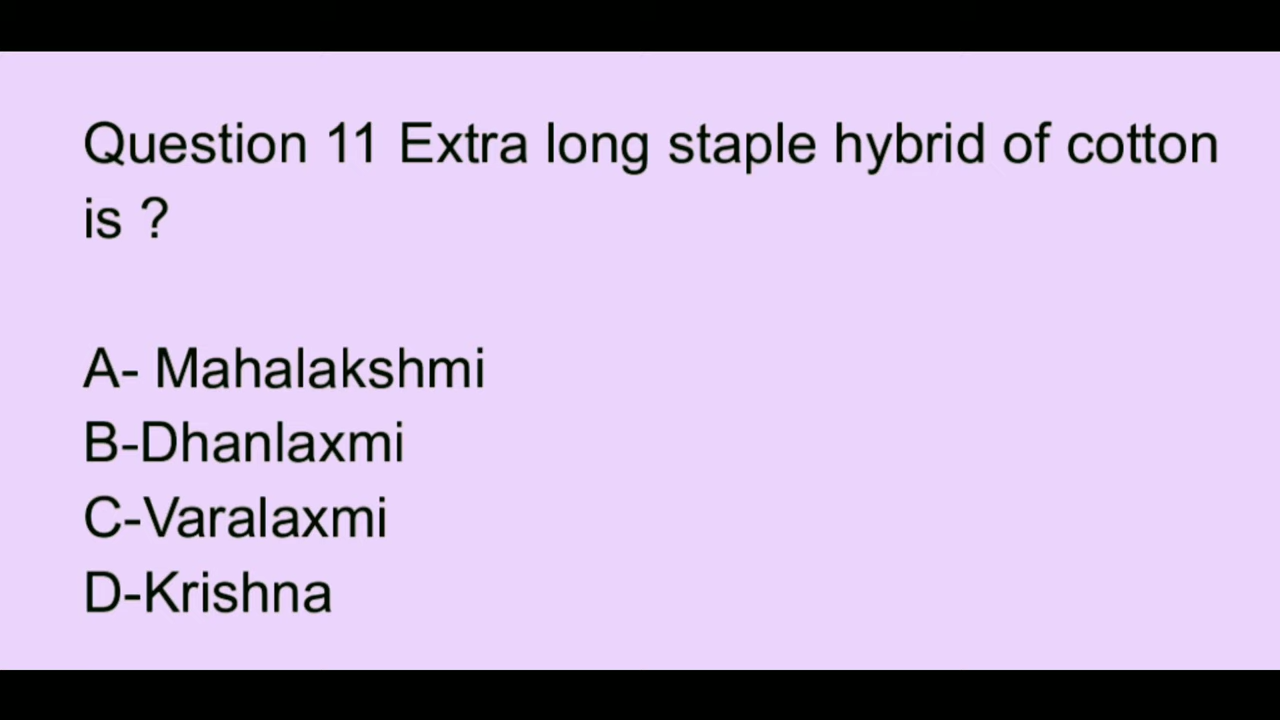 Question 11 Extra long staple hybrid of cotton
is ?
A- Mahalakshmi
B-Dhanlaxmi
C-Varalaxmi
D-Krishna